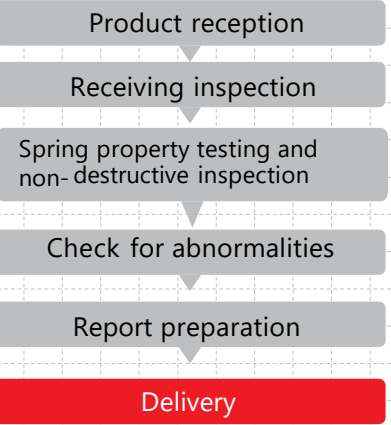 Product reception
Receiving inspection
Spring property testing and
non- destructive inspection
Check for abnormalities
Report preparation
Delivery